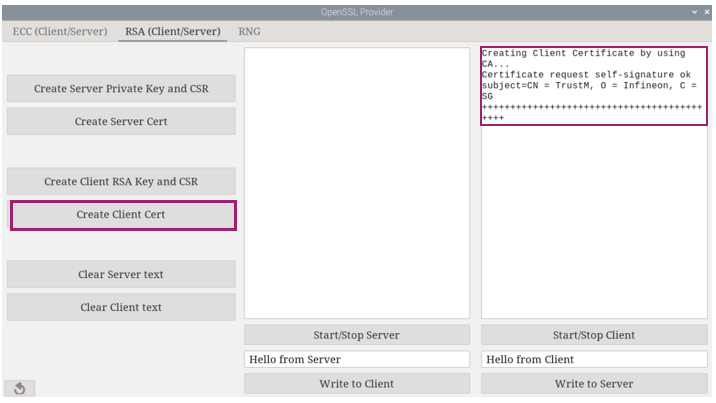 OpenSSL Provider
ECC (Client/Server) RSA (Client/Server) RNG
Create Server Private Key and CSR
Create Server Cert
Create Client RSA Key and CSR
Create Client Cert
Clear Server text
Clear Client text
Creating Client Certificate by using
CA...
Certificate request self-signature ok
subject=CN = TrustM, O = Infineon, C =
SG
+++++++++++++++++++++++++++++++++++++++
++++
Start/Stop Server
Hello from Server
Write to Client
Start/Stop Client
Hello from Client
Write to Server